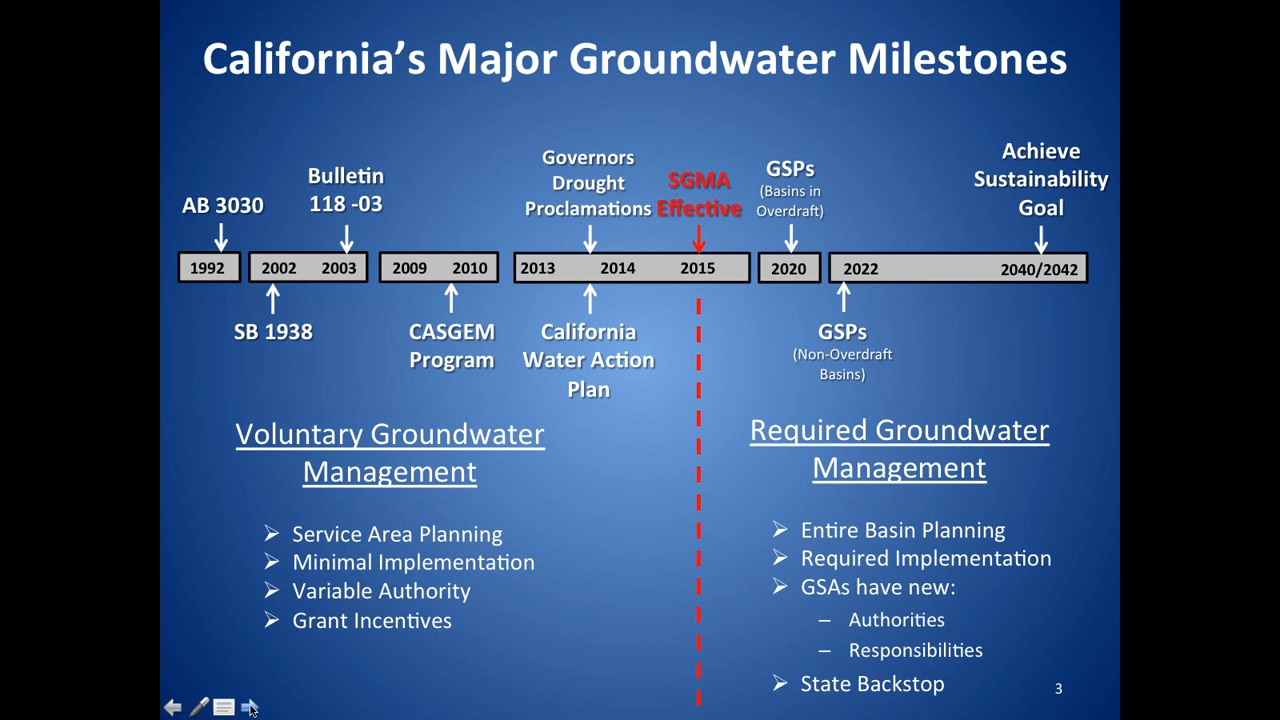 California's Major Groundwater Milestones
AB 3030
Bulletin
118 -03
Governors
Drought
Proclamations
SGMA
Effective
GSPs
(Basins in
Overdraft)
Achieve
Sustainability
Goal
1992
2002
2003
2009
2010
2013
2014
2015
2020
2022
2040/2042
SB 1938
CASGEM
Program
California
Water Action
Plan
GSPs
(Non-Overdraft
Basins)
Voluntary Groundwater
Management
➢ Service Area Planning
➢ Minimal Implementation
➢ Variable Authority
➢ Grant Incentives
Required Groundwater
Management
➢ Entire Basin Planning
➢ Required Implementation
➢ GSAs have new:
– Authorities
– Responsibilities
➢ State Backstop
3